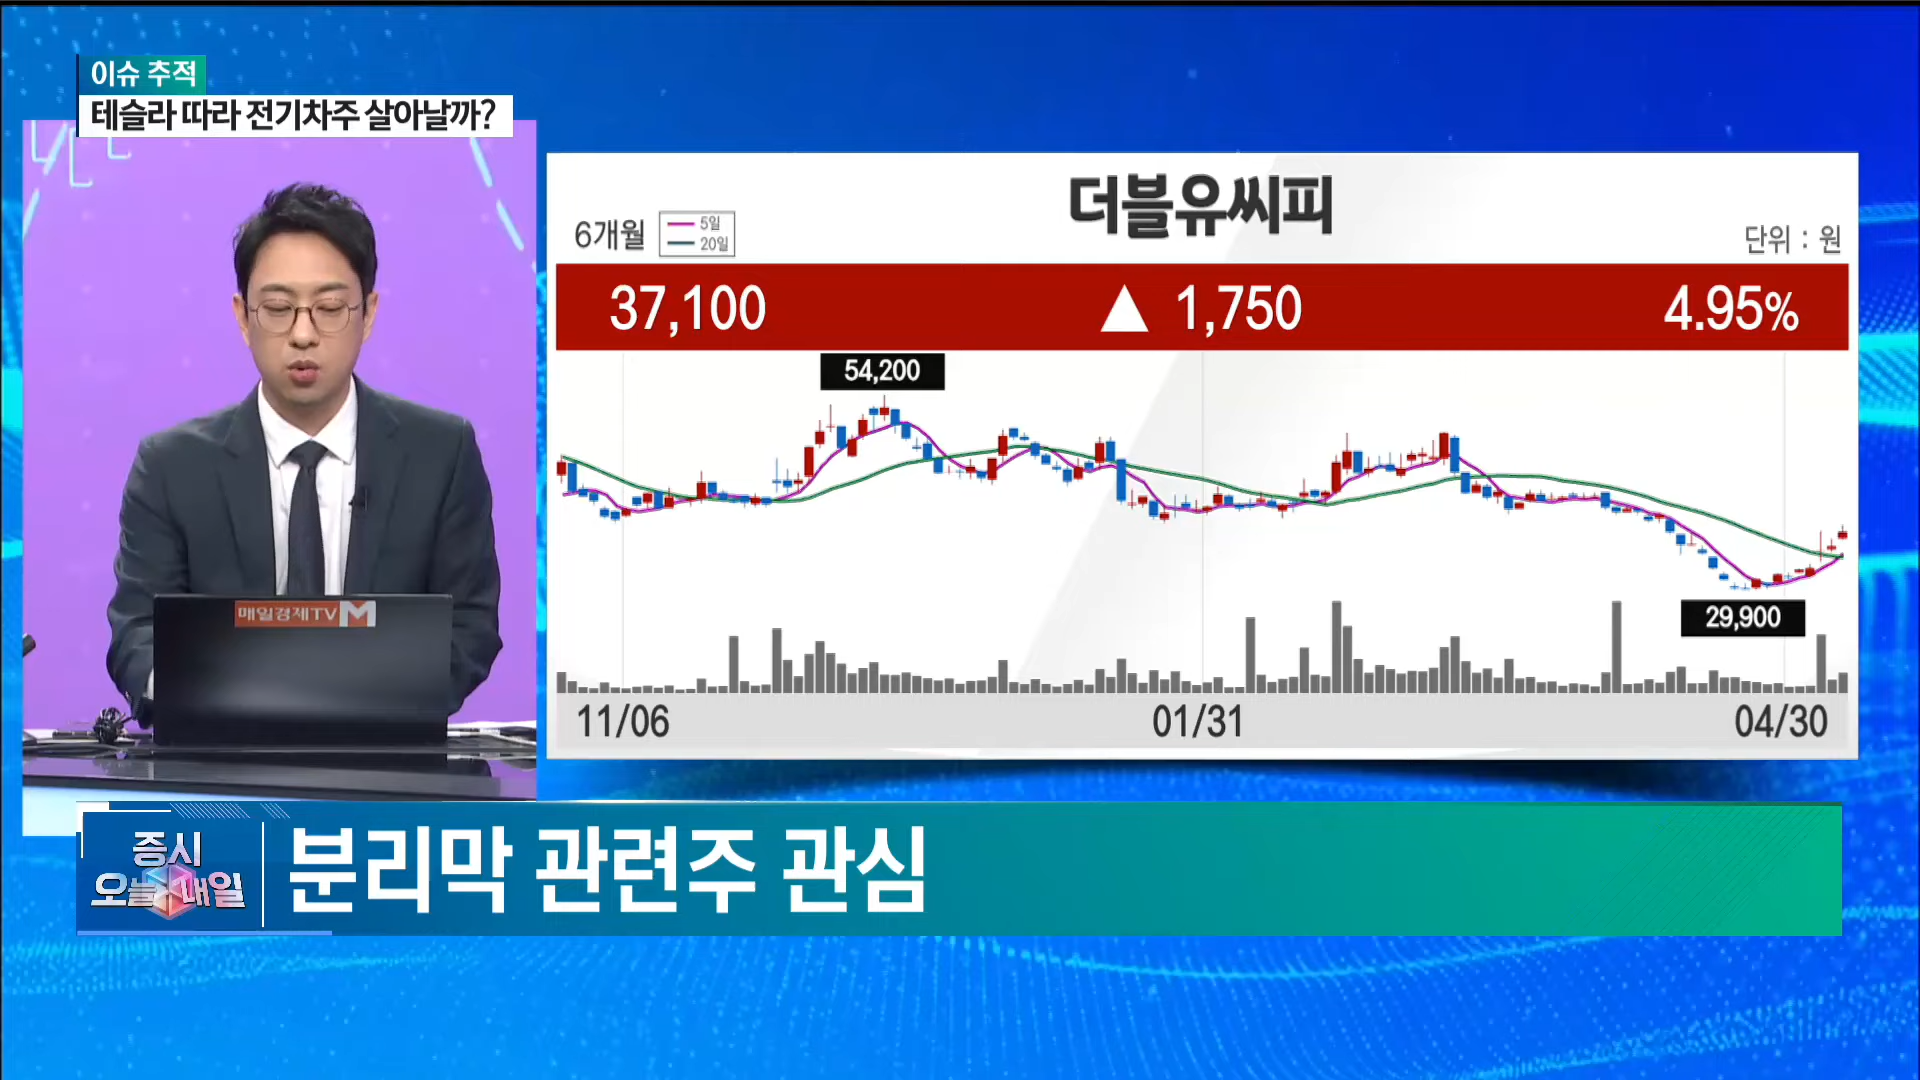 이슈 추적
테슬라 따라 전기차주 살아날까?
더블유씨피
6개월
5일
20일
단위 : 원
37,100 ▲ 1,750 4.95%
54,200
29,900
11/06 01/31 04/30
매일경제TV M
증시
오늘 매일
분리막 관련주 관심